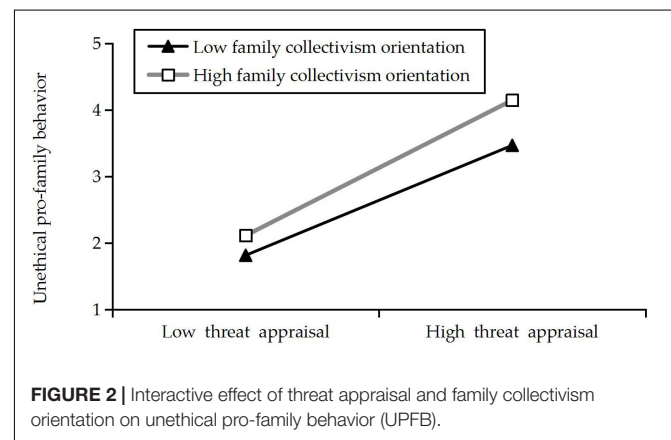 Low family collectivism orientation
High family collectivism orientation
Unethical pro-family behavior
5
4
3
2
1
Low threat appraisal
High threat appraisal
FIGURE 2 | Interactive effect of threat appraisal and family collectivism
orientation on unethical pro-family behavior (UPFB).